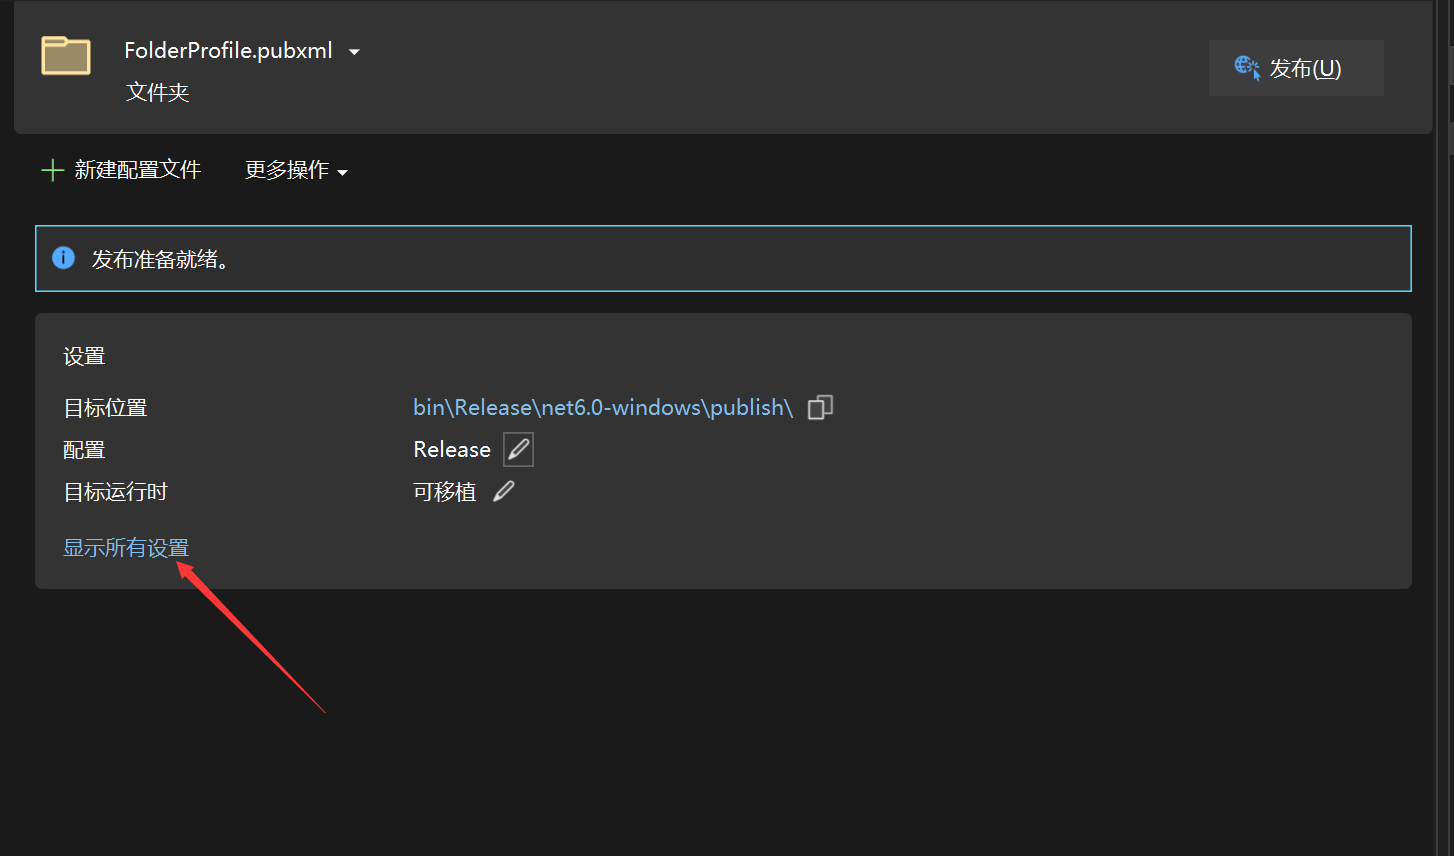 FolderProfile.pubxml
文件夹
发布(U)
新建配置文件 更多操作
发布准备就绪。
设置
目标位置 bin\Release\net6.0-windows\publish\
配置 Release
目标运行时 可移植
显示所有设置